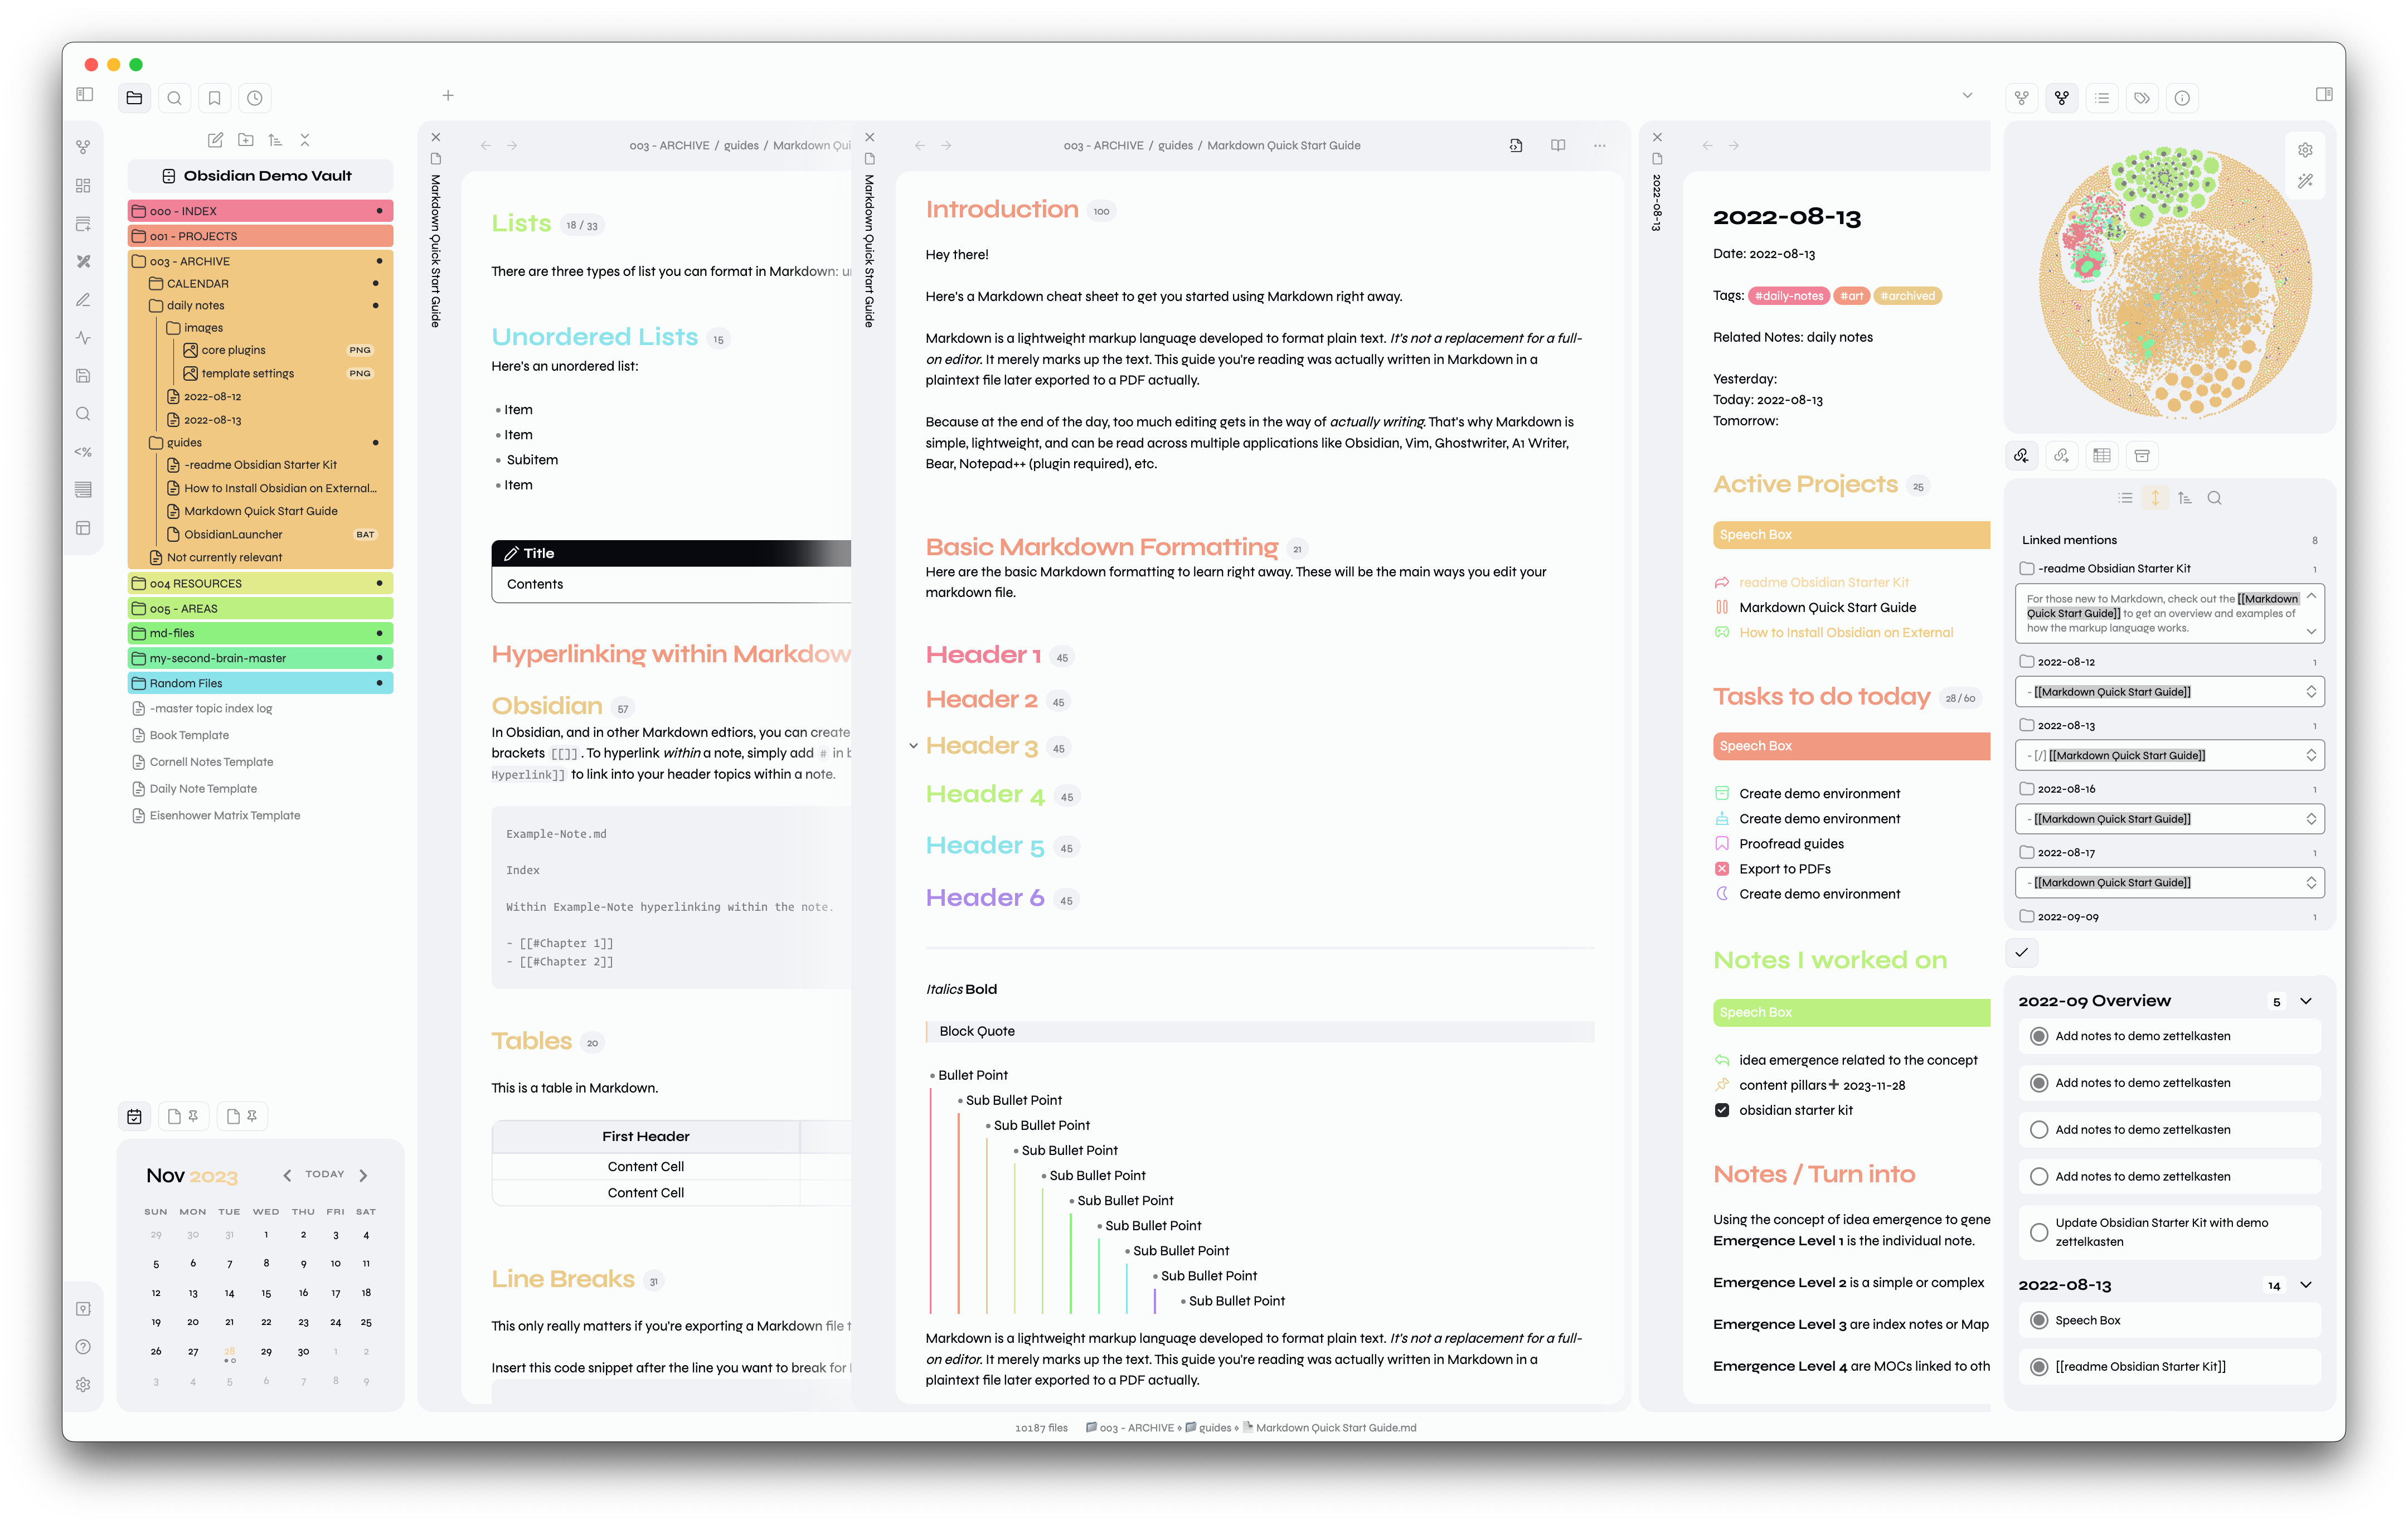 Obsidian Demo Vault
000 - INDEX
001 - PROJECTS
003 - ARCHIVE
CALENDAR
daily notes
images
core plugins PNG
template settings PNG
2022-08-12
2022-08-13
guides
-readme Obsidian Starter Kit
How to Install Obsidian on External...
Markdown Quick Start Guide
ObsidianLauncher BAT
Not currently relevant
004 RESOURCES
005 - AREAS
md-files
my-second-brain-master
Random Files
-master topic index log
Book Template
Cornell Notes Template
Daily Note Template
Eisenhower Matrix Template
Nov 2023
TODAY
SUN MON TUE WED THU FRI SAT
29 30 31 1 2 3 4
5 6 7 8 9 10 11
12 13 14 15 16 17 18
19 20 21 22 23 24 25
26 27 28 29 30 1 2
3 4 5 6 7 8 9
<%
Markdown Quick Start Guide
003 - ARCHIVE / guides / Markdown Qui
Lists 18 / 33
There are three types of list you can format in Markdown: u
Unordered Lists 15
Here's an unordered list:
Item
Item
Subitem
Item
Title
Contents
Hyperlinking within Markdow
Obsidian 57
In Obsidian, and in other Markdown edtiors, you can create
brackets [[]]. To hyperlink within a note, simply add # in b
Hyperlink]] to link into your header topics within a note.
Example-Note.md
Index
Within Example-Note hyperlinking within the note.
- [[#Chapter 1]]
- [[#Chapter 2]]
Tables 20
This is a table in Markdown.
First Header
Content Cell
Content Cell
Line Breaks 31
This only really matters if you're exporting a Markdown file t
Insert this code snippet after the line you want to break for
Markdown Quick Start Guide
003 - ARCHIVE / guides / Markdown Quick Start Guide
Introduction 100
Hey there!
Here's a Markdown cheat sheet to get you started using Markdown right away.
Markdown is a lightweight markup language developed to format plain text. It's not a replacement for a full-
on editor. It merely marks up the text. This guide you're reading was actually written in Markdown in a
plaintext file later exported to a PDF actually.
Because at the end of the day, too much editing gets in the way of actually writing. That's why Markdown is
simple, lightweight, and can be read across multiple applications like Obsidian, Vim, Ghostwriter, A1 Writer,
Bear, Notepad++ (plugin required), etc.
Basic Markdown Formatting 21
Here are the basic Markdown formatting to learn right away. These will be the main ways you edit your
markdown file.
Header 1 45
Header 2 45
Header 3 45
Header 4 45
Header 5 45
Header 6 45
Italics Bold
Block Quote
Bullet Point
Sub Bullet Point
Sub Bullet Point
Sub Bullet Point
Sub Bullet Point
Sub Bullet Point
Sub Bullet Point
Sub Bullet Point
Sub Bullet Point
Sub Bullet Point
Markdown is a lightweight markup language developed to format plain text. It's not a replacement for a full-
on editor. It merely marks up the text. This guide you're reading was actually written in Markdown in a
plaintext file later exported to a PDF actually.
2022-08-13
2022-08-13
Date: 2022-08-13
Tags: #daily-notes #art #archived
Related Notes: daily notes
Yesterday:
Today: 2022-08-13
Tomorrow:
Active Projects 25
Speech Box
readme Obsidian Starter Kit
Markdown Quick Start Guide
How to Install Obsidian on External
Tasks to do today 28 / 60
Speech Box
Create demo environment
Create demo environment
Proofread guides
Export to PDFs
Create demo environment
Notes I worked on
Speech Box
idea emergence related to the concept
content pillars+ 2023-11-28
obsidian starter kit
Notes / Turn into
Using the concept of idea emergence to gene
Emergence Level 1 is the individual note.
Emergence Level 2 is a simple or complex
Emergence Level 3 are index notes or Map
Emergence Level 4 are MOCs linked to oth
Linked mentions 8
-readme Obsidian Starter Kit 1
For those new to Markdown, check out the [[Markdown
Quick Start Guide]] to get an overview and examples of
how the markup language works.
2022-08-12 1
- [[Markdown Quick Start Guide]]
2022-08-13 1
- [/] [[Markdown Quick Start Guide]]
2022-08-16 1
- [[Markdown Quick Start Guide]]
2022-08-17 1
- [[Markdown Quick Start Guide]]
2022-09-09 1
2022-09 Overview 5
Add notes to demo zettelkasten
Add notes to demo zettelkasten
Add notes to demo zettelkasten
Add notes to demo zettelkasten
Update Obsidian Starter Kit with demo
zettelkasten
2022-08-13 14
Speech Box
[[readme Obsidian Starter Kit]]
10187 files 003 - ARCHIVE guides Markdown Quick Start Guide.md